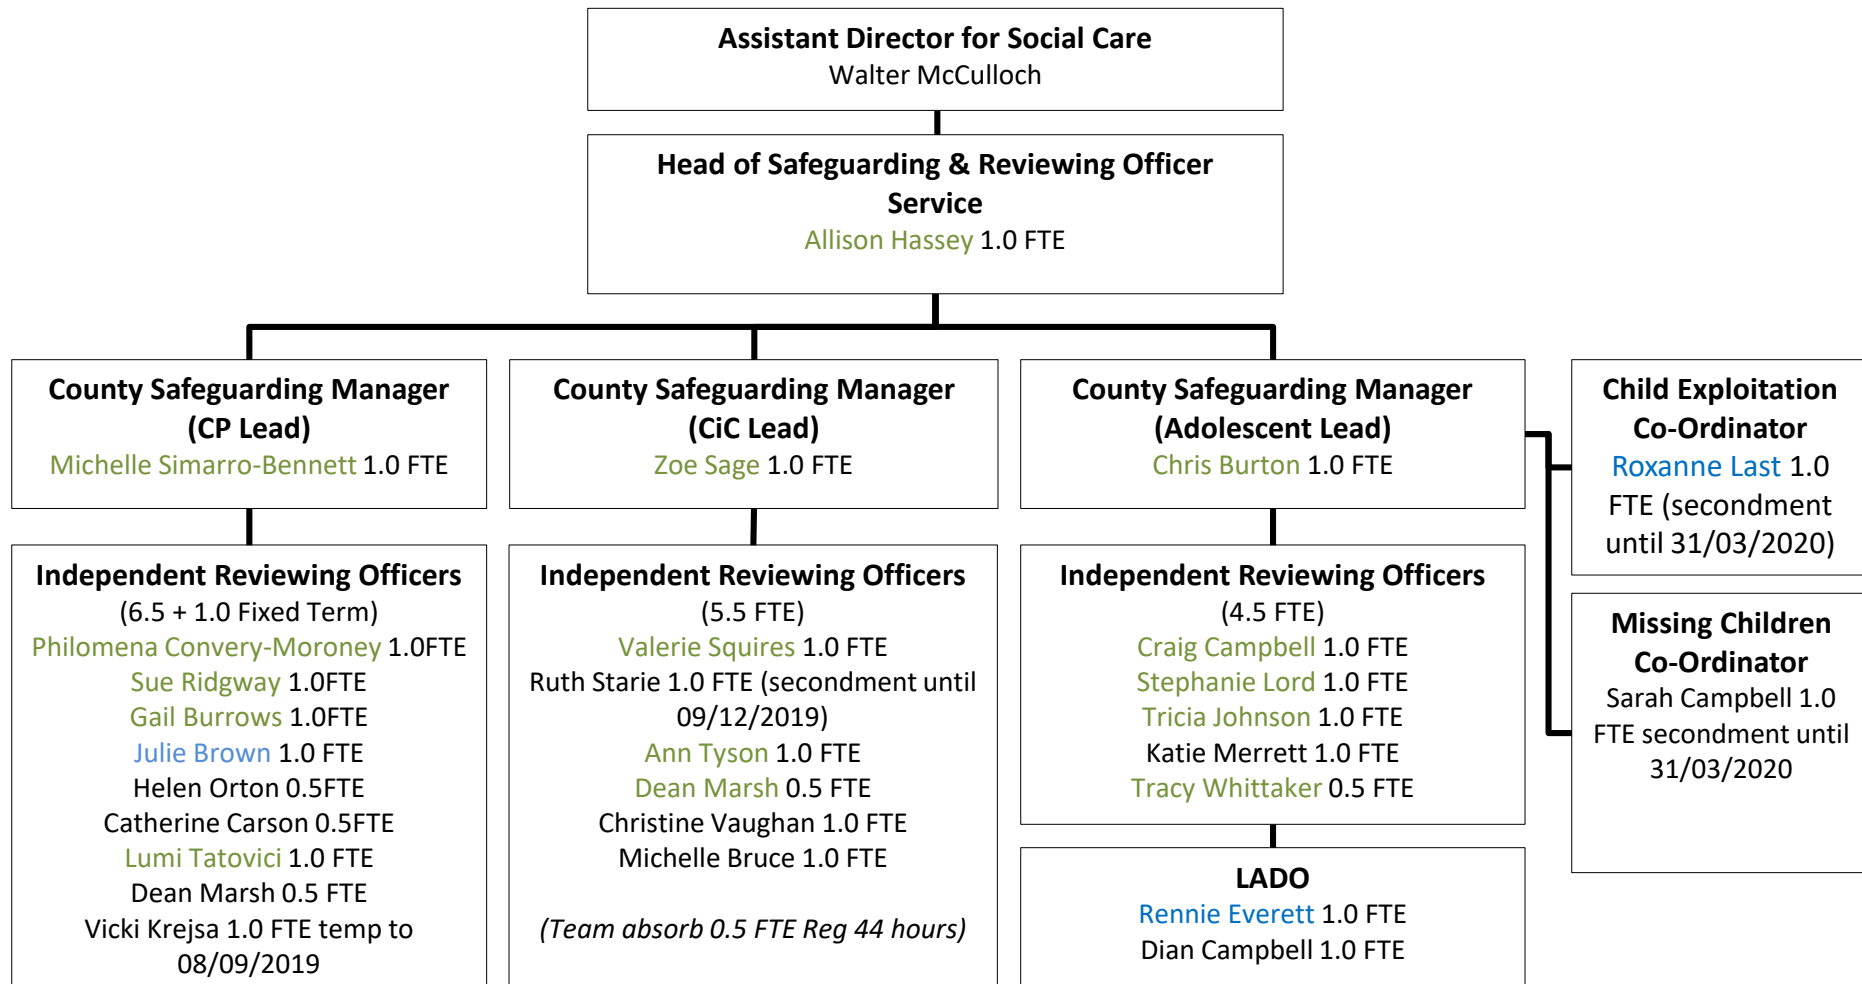 Assistant Director for Social Care
Walter McCulloch
Head of Safeguarding & Reviewing Officer
Service
Allison Hassey 1.0 FTE
County Safeguarding Manager
(CP Lead)
Michelle Simarro-Bennett 1.0 FTE
County Safeguarding Manager
(CiC Lead)
Zoe Sage 1.0 FTE
County Safeguarding Manager
(Adolescent Lead)
Chris Burton 1.0 FTE
Child Exploitation
Co-Ordinator
Roxanne Last 1.0
FTE (secondment
until 31/03/2020)
Independent Reviewing Officers
(6.5 + 1.0 Fixed Term)
Philomena Convery-Moroney 1.0FTE
Sue Ridgway 1.0FTE
Gail Burrows 1.0FTE
Julie Brown 1.0 FTE
Helen Orton 0.5FTE
Catherine Carson 0.5FTE
Lumi Tatovici 1.0 FTE
Dean Marsh 0.5 FTE
Vicki Krejsa 1.0 FTE temp to
08/09/2019
Independent Reviewing Officers
(5.5 FTE)
Valerie Squires 1.0 FTE
Ruth Starie 1.0 FTE (secondment until
09/12/2019)
Ann Tyson 1.0 FTE
Dean Marsh 0.5 FTE
Christine Vaughan 1.0 FTE
Michelle Bruce 1.0 FTE
(Team absorb 0.5 FTE Reg 44 hours)
Independent Reviewing Officers
(4.5 FTE)
Craig Campbell 1.0 FTE
Stephanie Lord 1.0 FTE
Tricia Johnson 1.0 FTE
Katie Merrett 1.0 FTE
Tracy Whittaker 0.5 FTE
LADO
Rennie Everett 1.0 FTE
Dian Campbell 1.0 FTE
Missing Children
Co-Ordinator
Sarah Campbell 1.0
FTE secondment until
31/03/2020